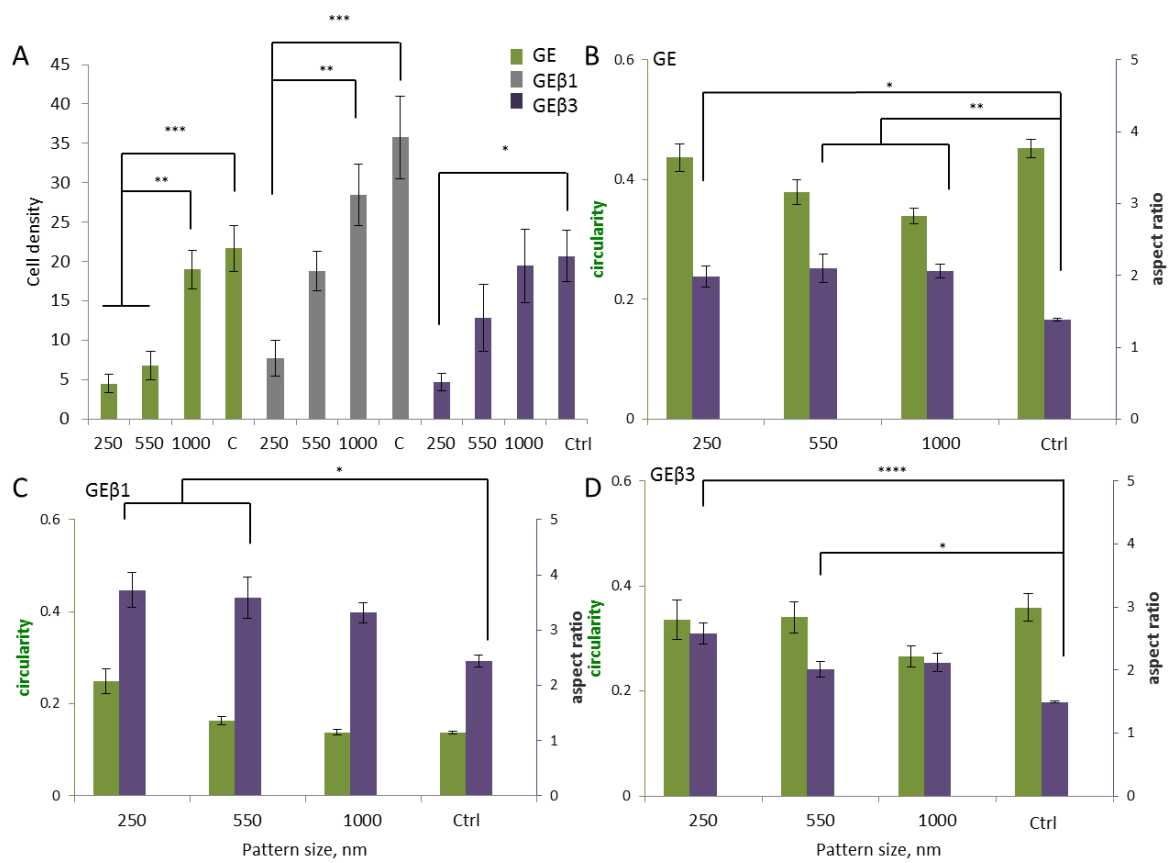 A
***
***
**
**
*
GE
GEβ1
GEβ3
Cell density
45
40
35
30
25
20
15
10
5
0
250 550 1000 C 250 550 1000 C 250 550 1000 Ctrl
B GE
*
**
circularity
0.6
0.4
0.2
0
aspect ratio
5
4
3
2
1
0
250 550 1000 Ctrl
C GEβ1
*
circularity
0.6
0.4
0.2
0
aspect ratio
5
4
3
2
1
0
250 550 1000 Ctrl
Pattern size, nm
D GEβ3
****
*
circularity
0.6
0.4
0.2
0
aspect ratio
5
4
3
2
1
0
250 550 1000 Ctrl
Pattern size, nm